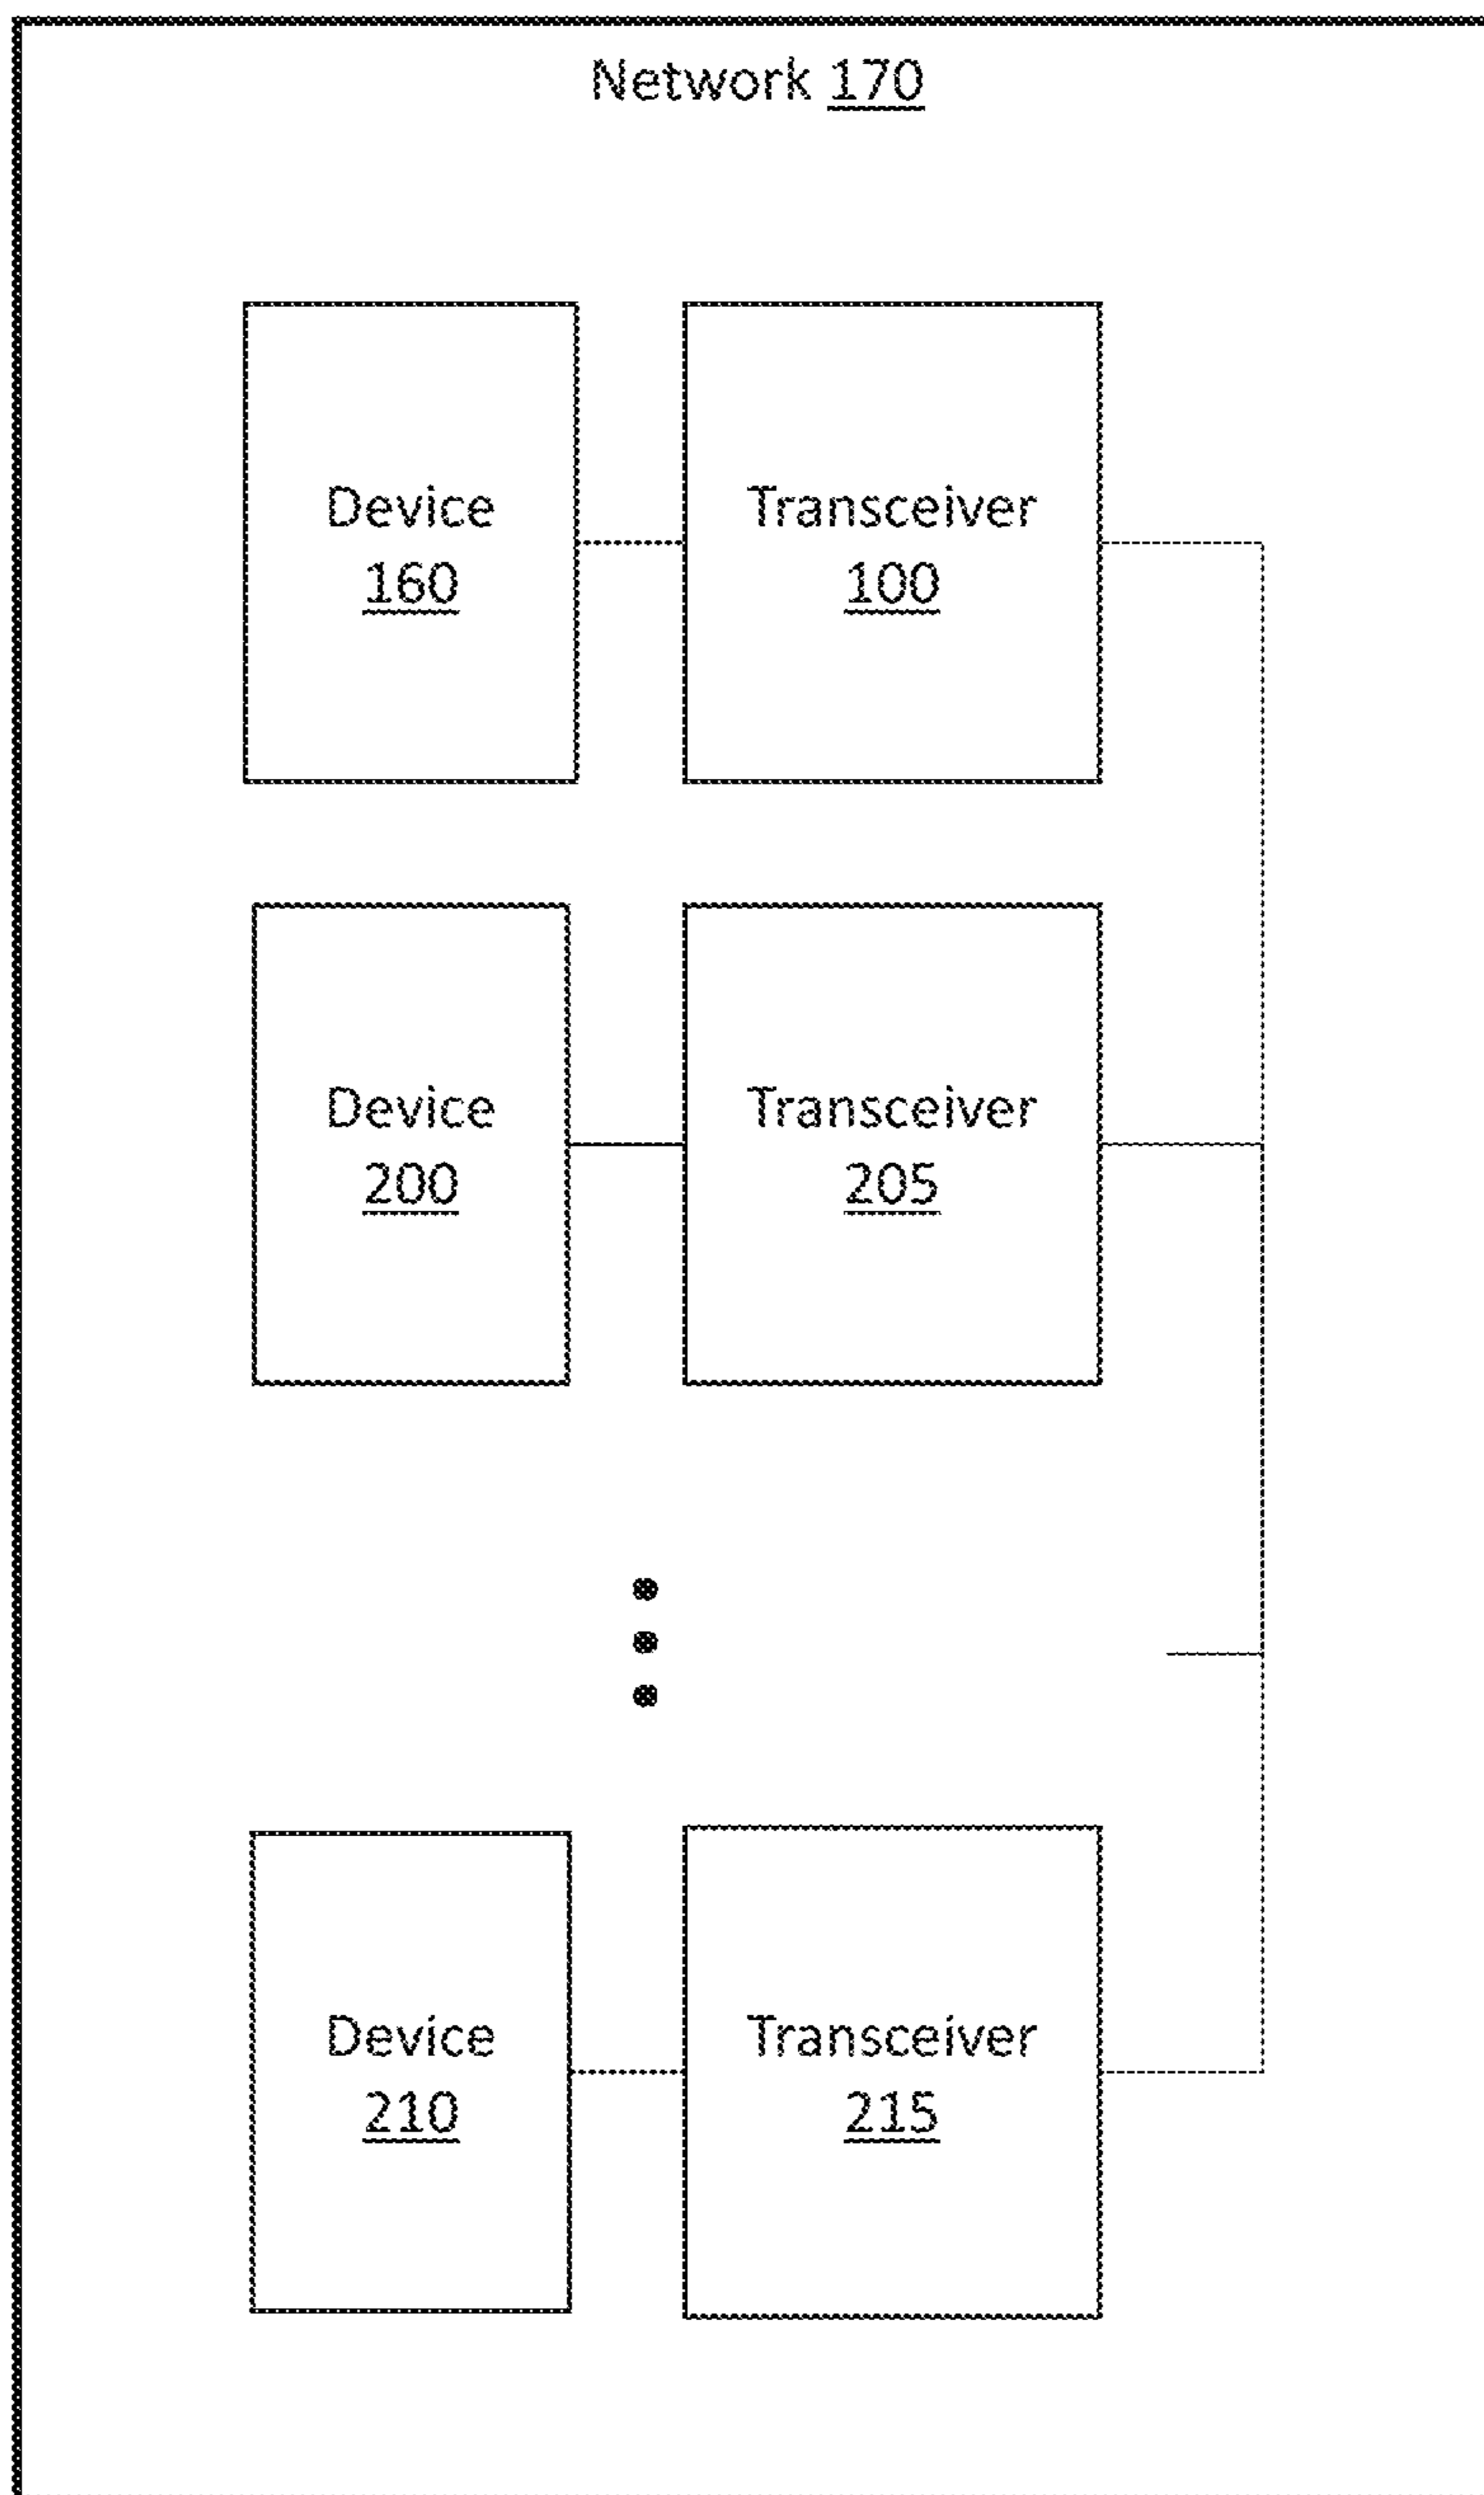 Network 170
Device
160
Transceiver
100
Device
200
Transceiver
205
Device
210
Transceiver
215